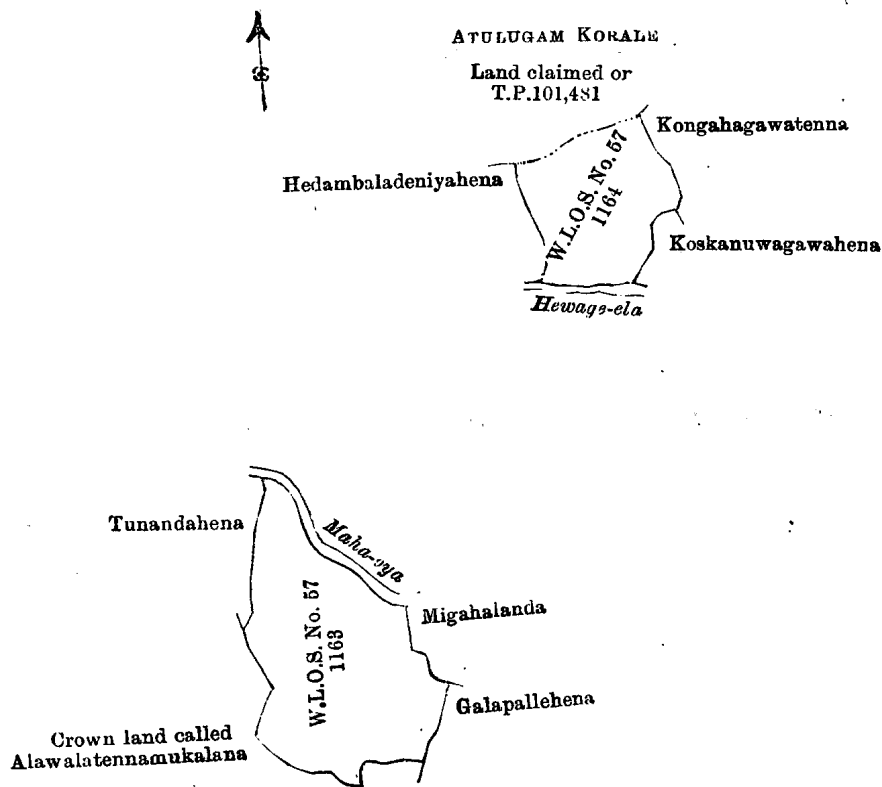 ATULUGAM KORALE
Land claimed or
T.P.101,481
Kongahagawatenna
Hedambaladeniyahena
W.L.O.S. No. 57
1164
Koskanuwagawahena
Hewage-ela
Tunandahena
Maha-oya
W.L.O.S. No. 57
1163
Migahalanda
Galapallehena
Crown land called
Alawalatennamukalana